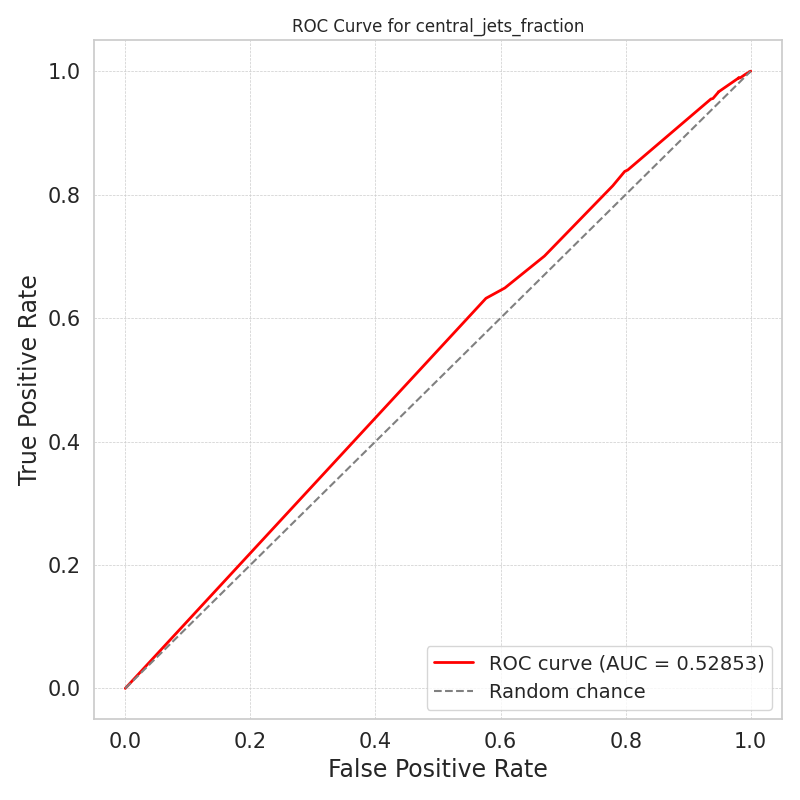 ROC Curve for central_jets_fraction
True Positive Rate
1.0
0.8
0.6
0.4
0.2
0.0
0.0 0.2 0.4 0.6 0.8 1.0
False Positive Rate
ROC curve (AUC = 0.52853)
Random chance